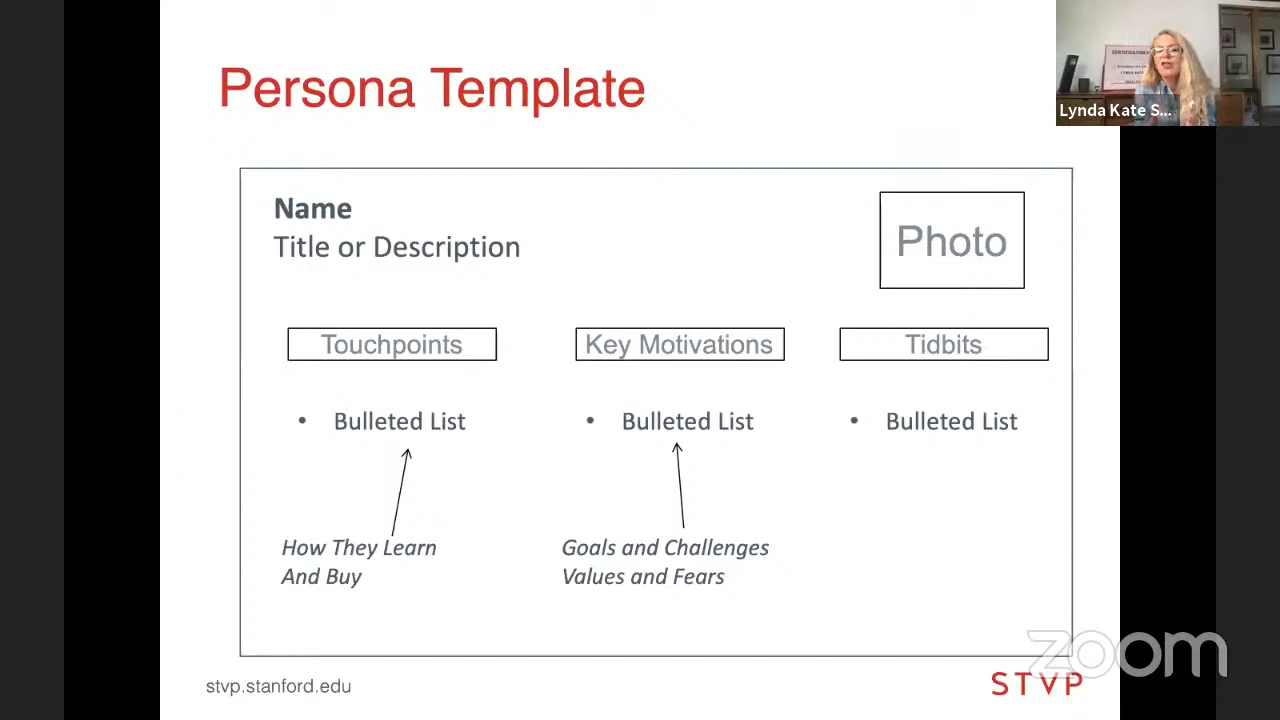 Persona Template
Lynda Kate S...
Name
Title or Description
Photo
Touchpoints
Key Motivations
Tidbits
• Bulleted List
• Bulleted List
• Bulleted List
How They Learn
And Buy
Goals and Challenges
Values and Fears
zoom
stvp.stanford.edu
STVP